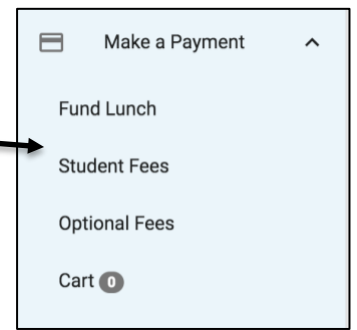 Make a Payment
Fund Lunch
Student Fees
Optional Fees
Cart 0